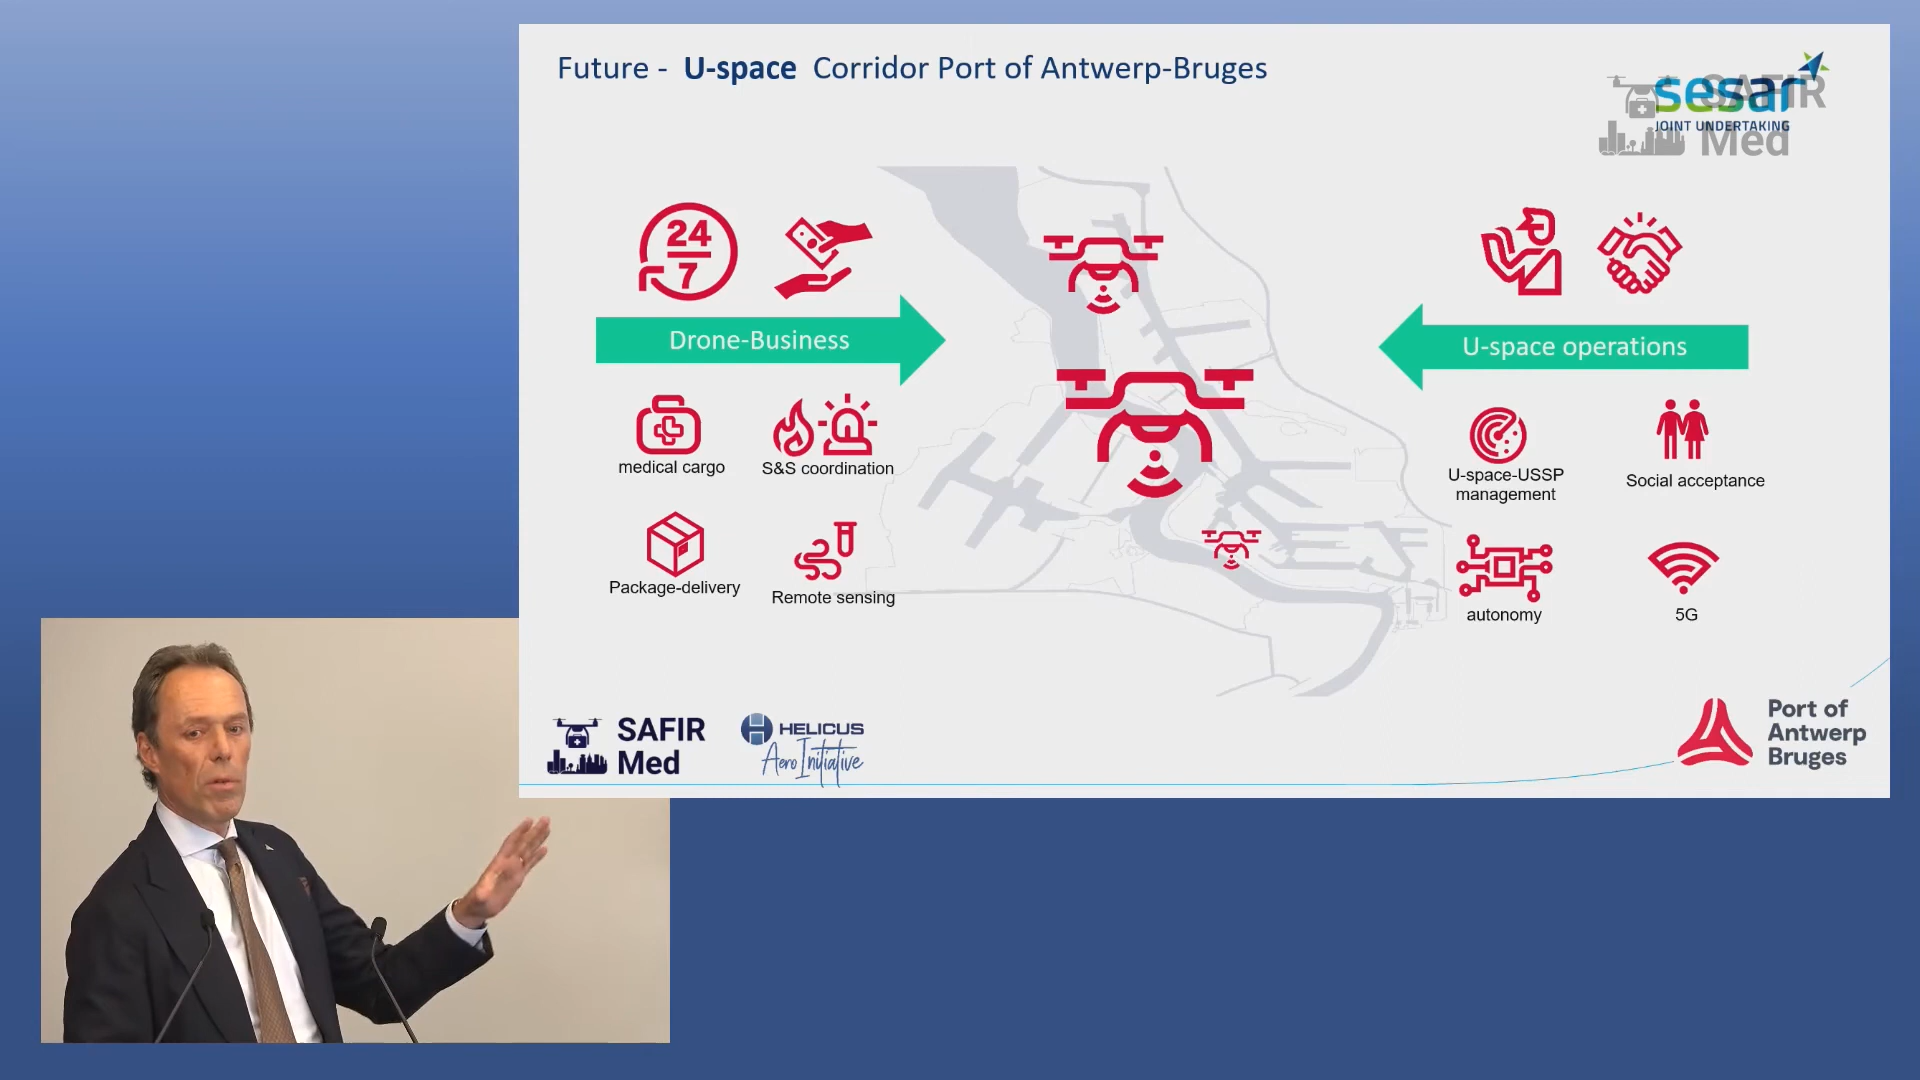 Future - U-space Corridor Port of Antwerp-Bruges
sesar
JOINT UNDERTAKING
SAFIR
Med
24
7
Drone-Business
U-space operations
medical cargo
S&S coordination
Package-delivery
Remote sensing
U-space-USSP
management
Social acceptance
autonomy
5G
SAFIR
Med
HELICUS
Aero Initiative
Port of
Antwerp
Bruges